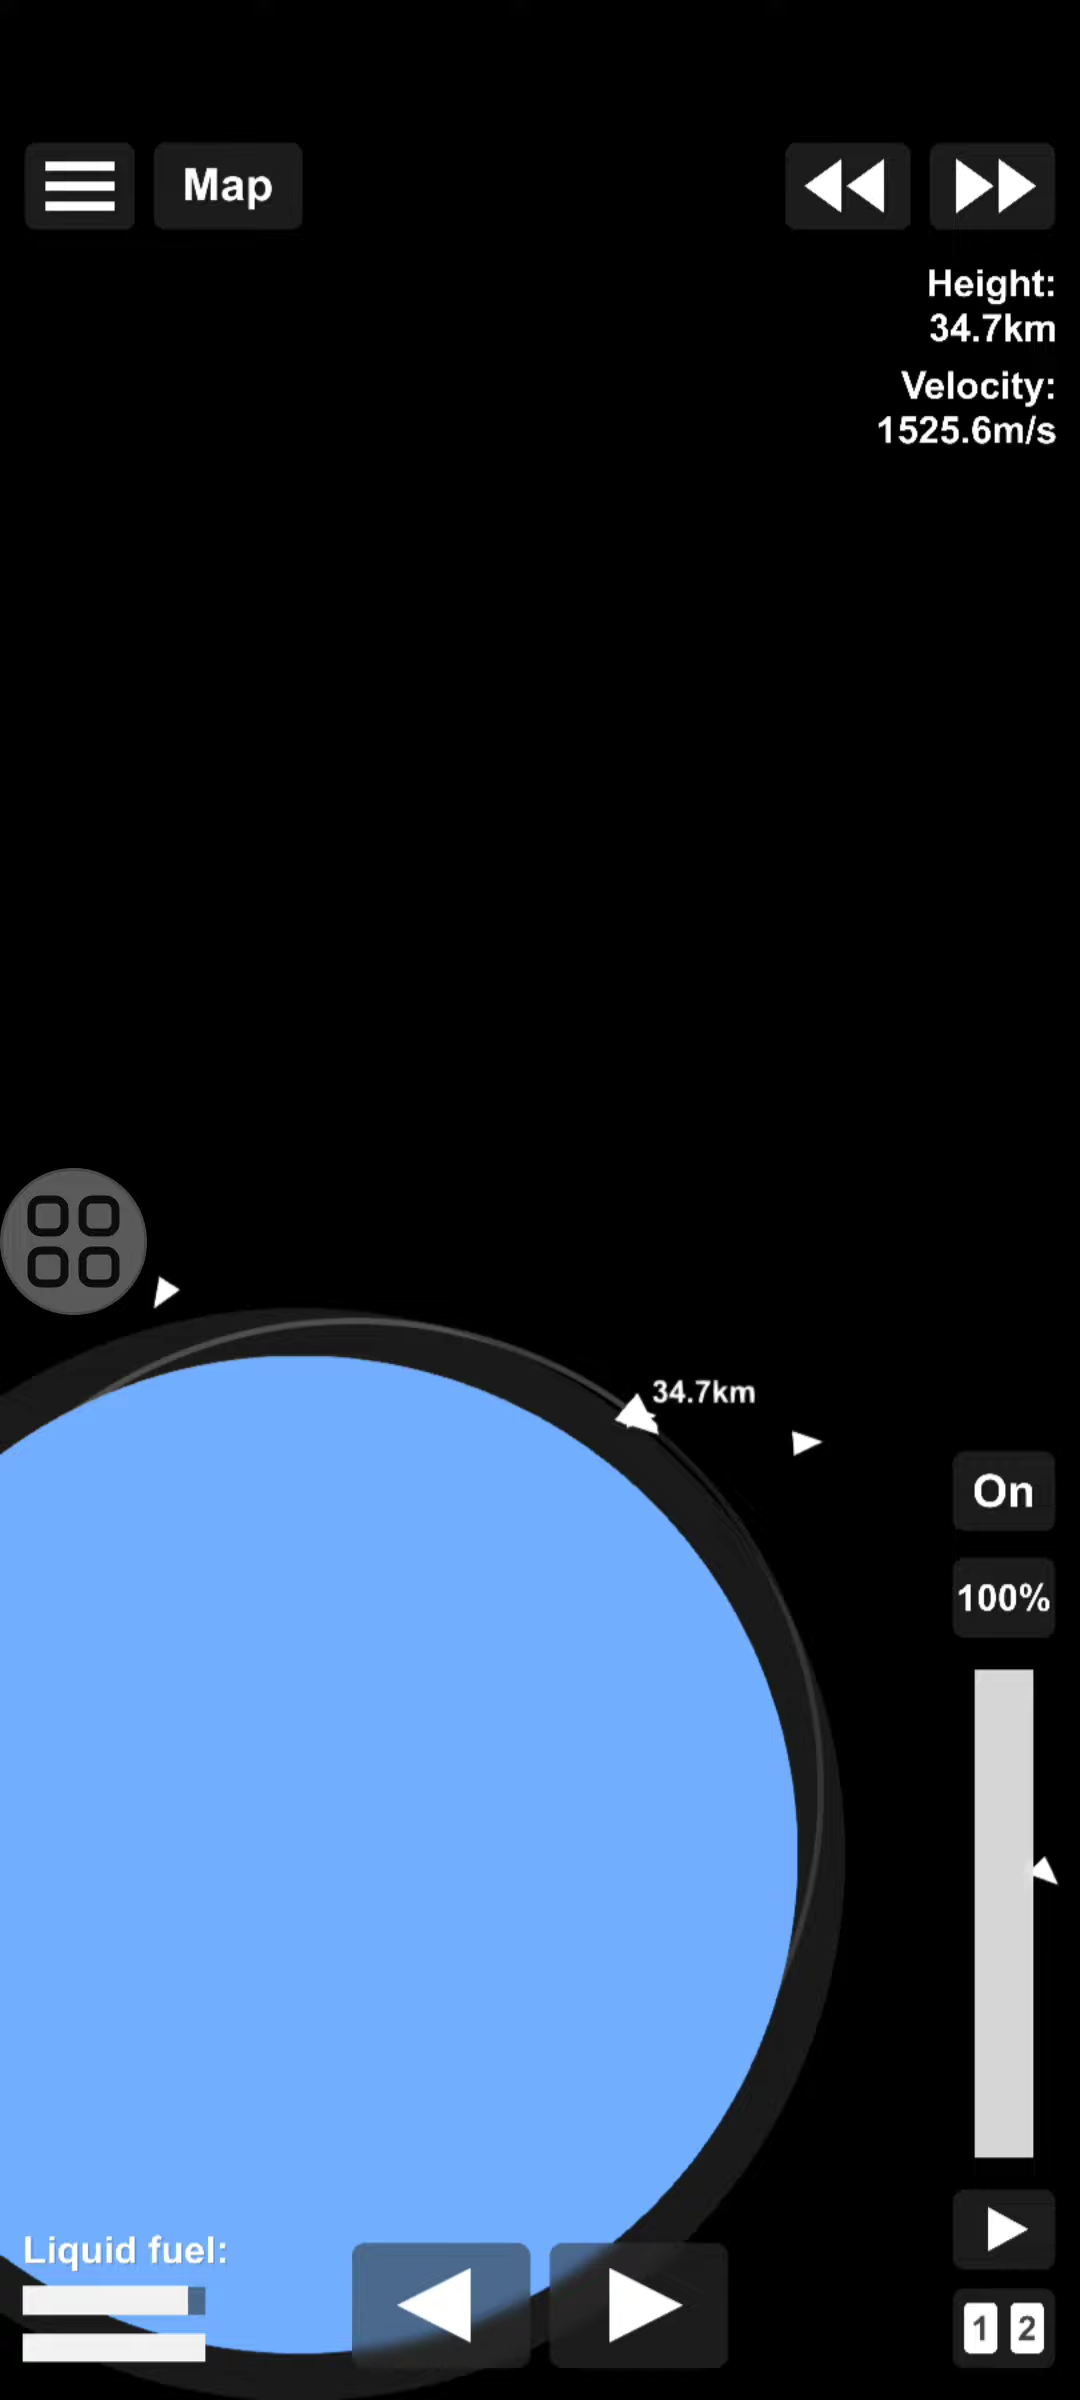 Map
Height:
34.7km
Velocity:
1525.6m/s
34.7km
On
100%
Liquid fuel:
1 2